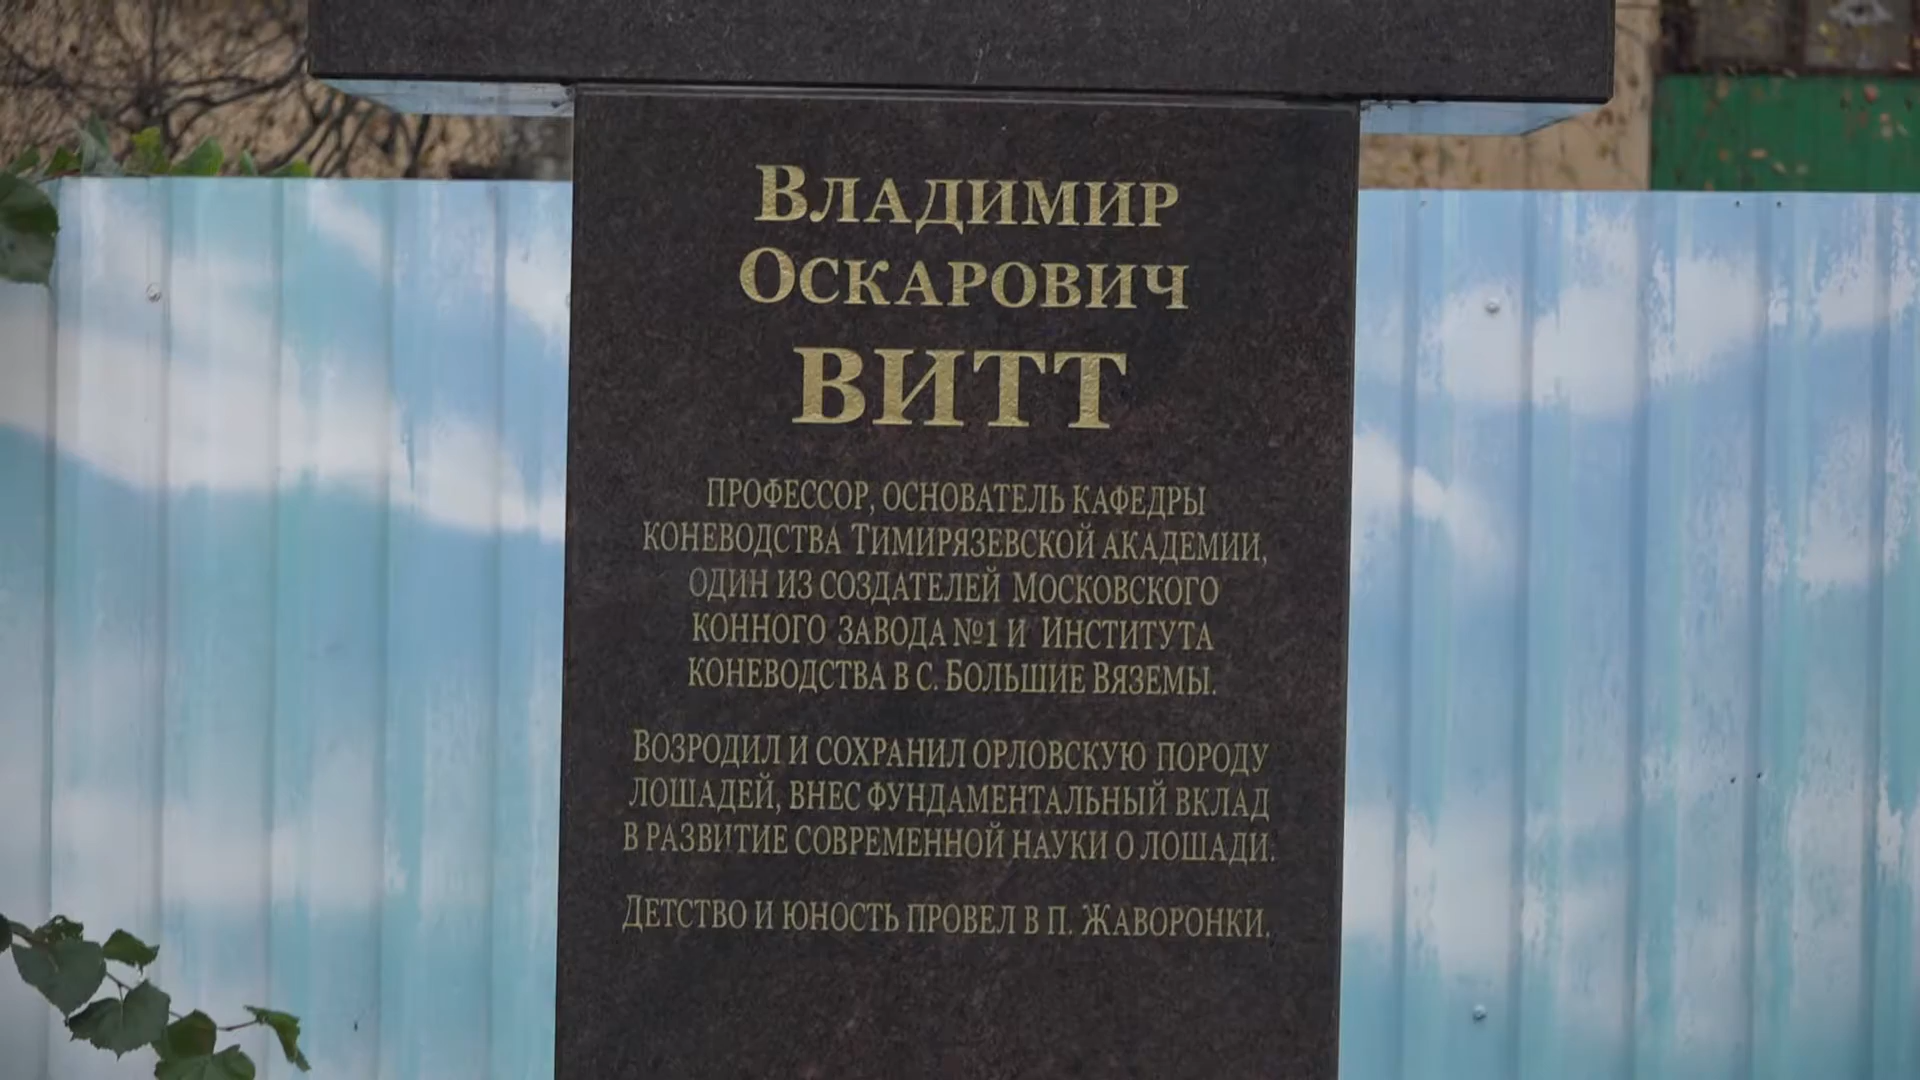 ВЛАДИМИР
ОСКАРОВИЧ
ВИТТ
ПРОФЕССОР, ОСНОВАТЕЛЬ КАФЕДРЫ
КОНЕВОДСТВА ТИМИРЯЗЕВСКОЙ АКАДЕМИИ,
ОДИН ИЗ СОЗДАТЕЛЕЙ МОСКОВСКОГО
КОННОГО ЗАВОДА №1 И ИНСТИТУТА
КОНЕВОДСТВА В С. БОЛЬШИЕ ВЯЗЕМЫ.
ВОЗРОДИЛ И СОХРАНИЛ ОРЛОВСКУЮ ПОРОДУ
ЛОШАДЕЙ, ВНЕС ФУНДАМЕНТАЛЬНЫЙ ВКЛАД
В РАЗВИТИЕ СОВРЕМЕННОЙ НАУКИ О ЛОШАДИ.
ДЕТСТВО И ЮНОСТЬ ПРОВЕЛ В П. ЖАВОРОНКИ.